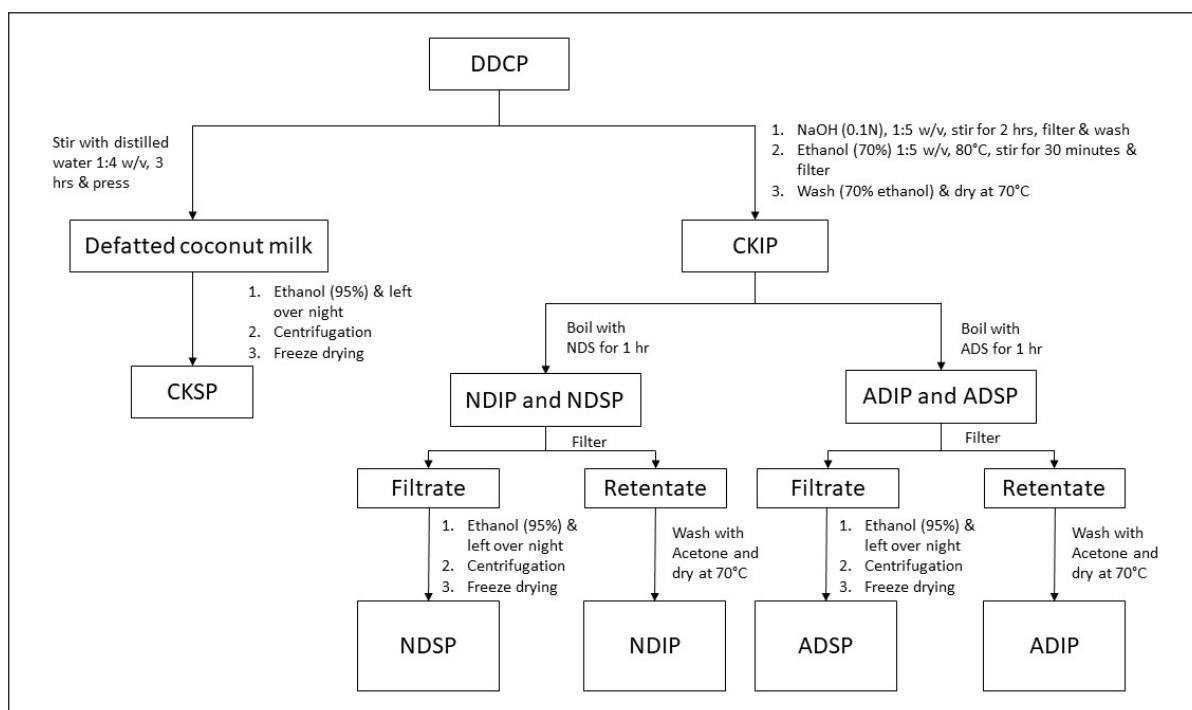 DDCP
Stir with distilled
water 1:4 w/v, 3
hrs & press
1. NaOH (0.1N), 1:5 w/v, stir for 2 hrs, filter & wash
2. Ethanol (70%) 1:5 w/v, 80°C, stir for 30 minutes &
filter
3. Wash (70% ethanol) & dry at 70°C
Defatted coconut milk
CKIP
1. Ethanol (95%) & left
over night
2. Centrifugation
3. Freeze drying
CKSP
Boil with
NDS for 1 hr
Boil with
ADS for 1 hr
NDIP and NDSP
ADIP and ADSP
Filter
Filter
Filtrate
Retentate
Filtrate
Retentate
1. Ethanol (95%) &
left over night
2. Centrifugation
3. Freeze drying
Wash with
Acetone and
dry at 70°C
1. Ethanol (95%) &
left over night
2. Centrifugation
3. Freeze drying
Wash with
Acetone and
dry at 70°C
NDSP
NDIP
ADSP
ADIP